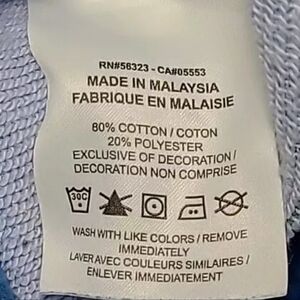 RN#56323 - CA#05553
MADE IN MALAYSIA
FABRIQUE EN MALAISIE
80% COTTON / COTON
20% POLYESTER
EXCLUSIVE OF DECORATION /
DECORATION NON COMPRISE
30C
WASH WITH LIKE COLORS / REMOVE
IMMEDIATELY
LAVER AVEC COULEURS SIMILAIRES /
ENLEVER IMMEDIATEMENT